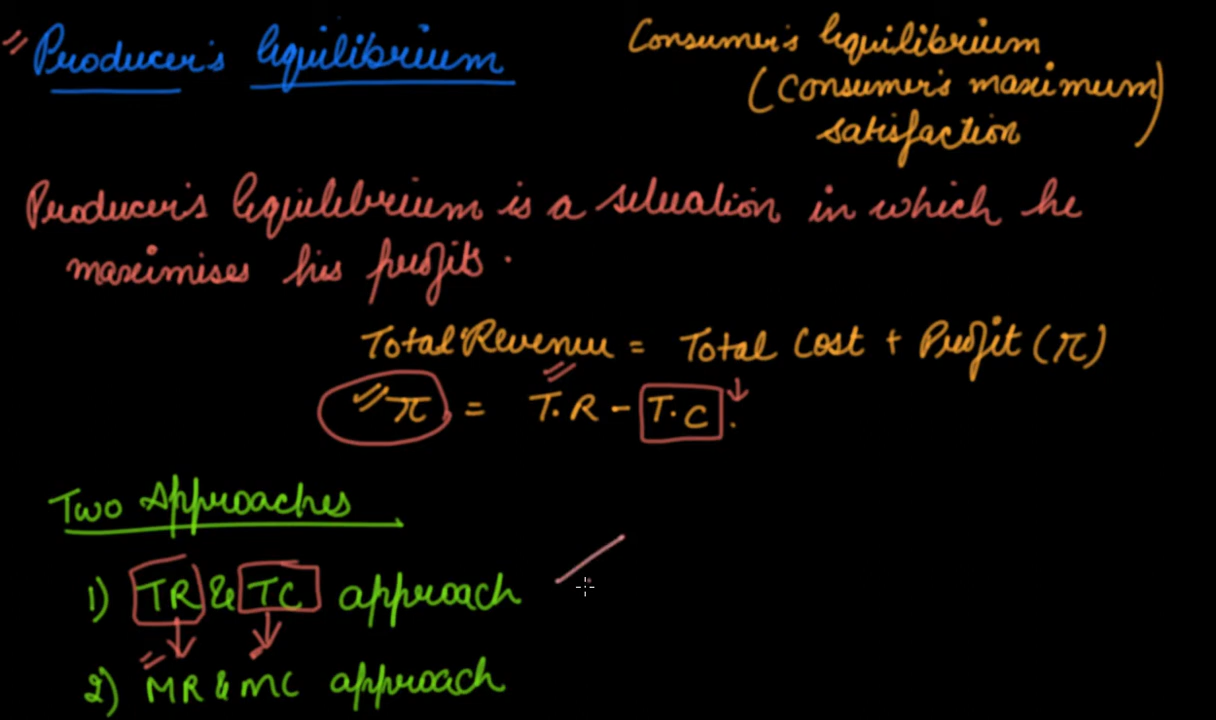 Producer's Equilibrium
Consumer's Equilibrium
(Consumer's maximum)
satisfaction
Producer's Equilibrium is a situation in which he
maximises his profits.
Total Revenue = Total Cost + Profit (π)
π = T.R - T.C.
Two Approaches
1) TR & TC approach
2) MR & MC approach